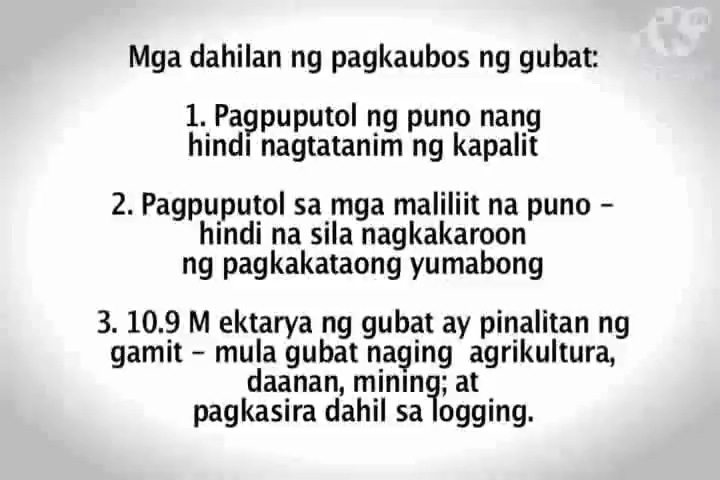 Mga dahilan ng pagkaubos ng gubat:
1. Pagpuputol ng puno nang
hindi nagtatanim ng kapalit
2. Pagpuputol sa mga maliliit na puno –
hindi na sila nagkakaroon
ng pagkakataong yumabong
3. 10.9 M ektarya ng gubat ay pinalitan ng
gamit – mula gubat naging agrikultura,
daanan, mining; at
pagkasira dahil sa logging.